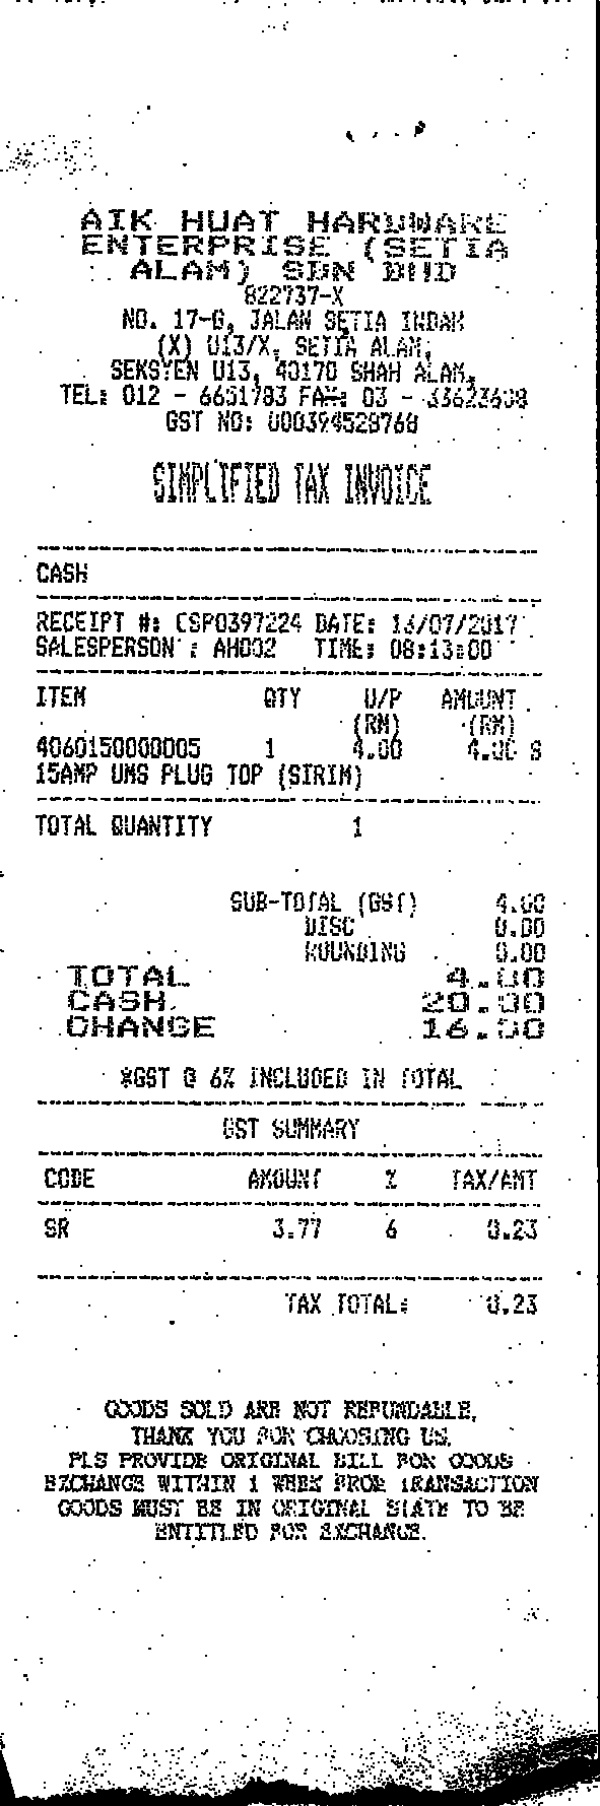 AIK HUAT HARDWARE
ENTERPRISE (SETIA
ALAM) SDN BHD
822737-X
NO. 17-G, JALAN SETIA INDAH
(X) U13/X, SETIA ALAM,
SEKSYEN U13, 40170 SHAH ALAM,
TEL: 012 - 6651783 FAX: 03 - 33623608
GST NO: 000394528768
SIMPLIFIED TAX INVOICE
CASH
RECEIPT #: CSP0397224 DATE: /07/2017
SALESPERSON : AH002 TIME: 08:13:00
ITEM QTY U/P AMOUNT
(RM) (RM)
4060150000005 1 4.00 4.00 S
15AMP UMS PLUG TOP (SIRIM)
TOTAL QUANTITY 1
SUB-TOTAL (GST) 4.00
DISC 0.00
ROUNDING 0.00
TOTAL 4.00
CASH 20.00
CHANGE 16.00
*GST @ 6% INCLUDED IN TOTAL
GST SUMMARY
CODE AMOUNT % TAX/AMT
SR 3.77 6 0.23
TAX TOTAL: 0.23
GOODS SOLD ARE NOT REFUNDABLE,
THANK YOU FOR CHOOSING US.
PLS PROVIDE ORIGINAL BILL FOR GOODS
EXCHANGE WITHIN 1 WEEK FROM TRANSACTION
GOODS MUST BE IN ORIGINAL STATE TO BE
ENTITLED FOR EXCHANGE.